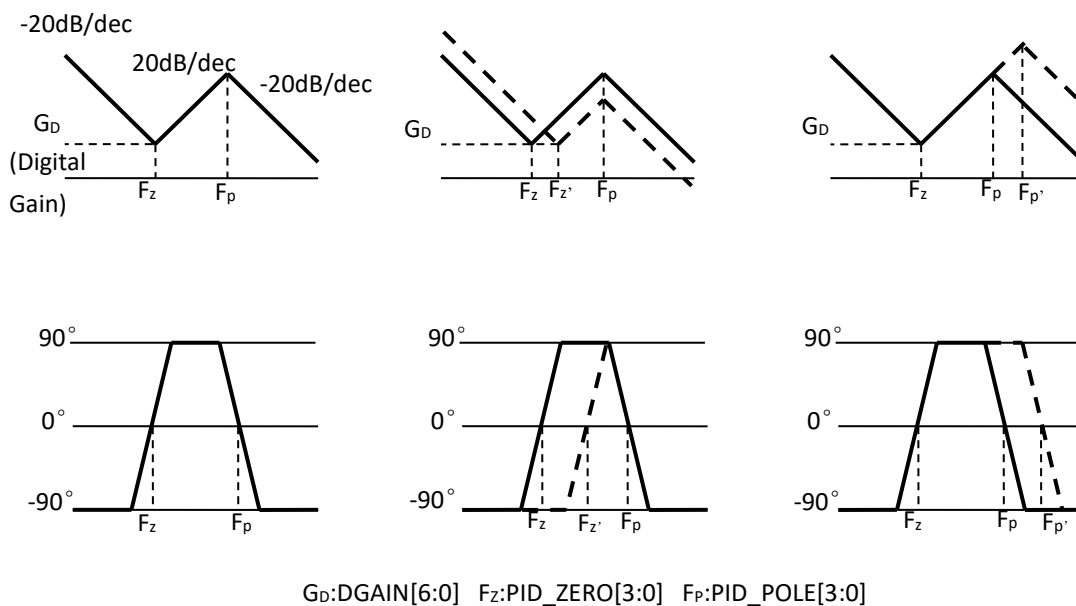 -20dB/dec
20dB/dec
-20dB/dec
GD
(Digital
Gain)
Fz
Fp
GD
Fz
Fz'
Fp
Fz
Fp
Fp'
90°
0°
-90°
Fz
Fp
90°
0°
-90°
Fz
Fz'
Fp
90°
0°
-90°
Fz
Fp
Fp'
GD:DGAIN[6:0] FZ:PID_ZERO[3:0] FP:PID_POLE[3:0]